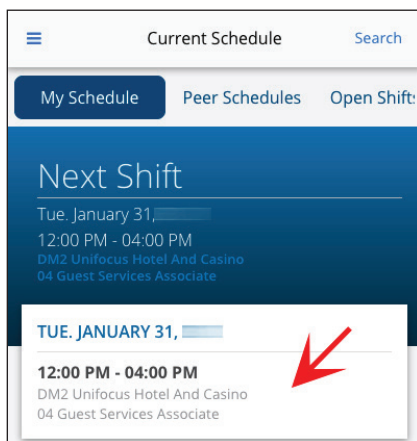 Current Schedule
Search
My Schedule
Peer Schedules
Open Shift
Next Shift
Tue. January 31,
12:00 PM - 04:00 PM
DM2 Unifocus Hotel And Casino
04 Guest Services Associate
TUE. JANUARY 31,
12:00 PM - 04:00 PM
DM2 Unifocus Hotel And Casino
04 Guest Services Associate